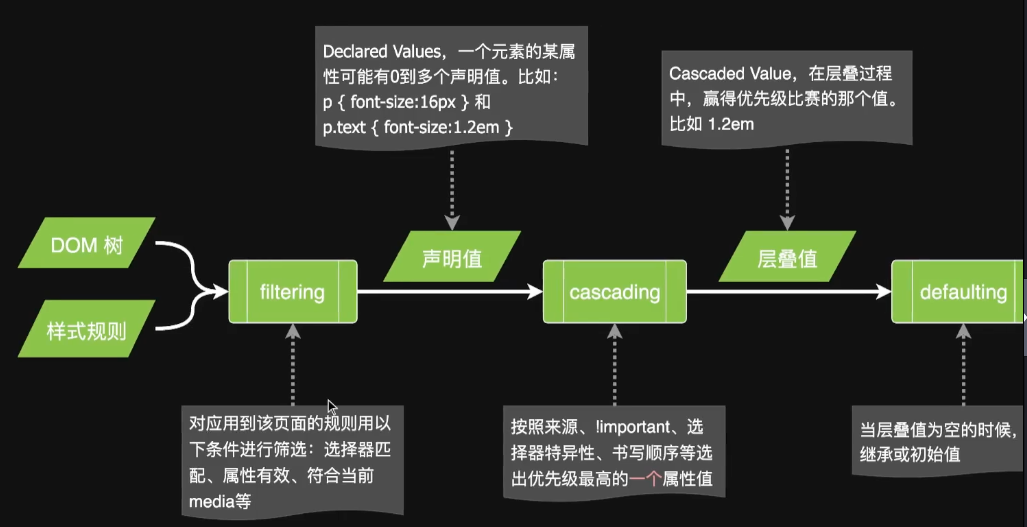 Declared Values，一个元素的某属
性可能有0到多个声明值。比如：
p { font-size:16px } 和
p.text { font-size:1.2em }
Cascaded Value，在层叠过程
中，赢得优先级比赛的那个值。
比如 1.2em
DOM 树
样式规则
filtering
声明值
cascading
层叠值
defaulting
对应用到该页面的规则用以
下条件进行筛选：选择器匹
配、属性有效、符合当前
media等
按照来源、!important、选
择器特异性、书写顺序等选
出优先级最高的一个属性值
当层叠值为空的时候，
继承或初始值